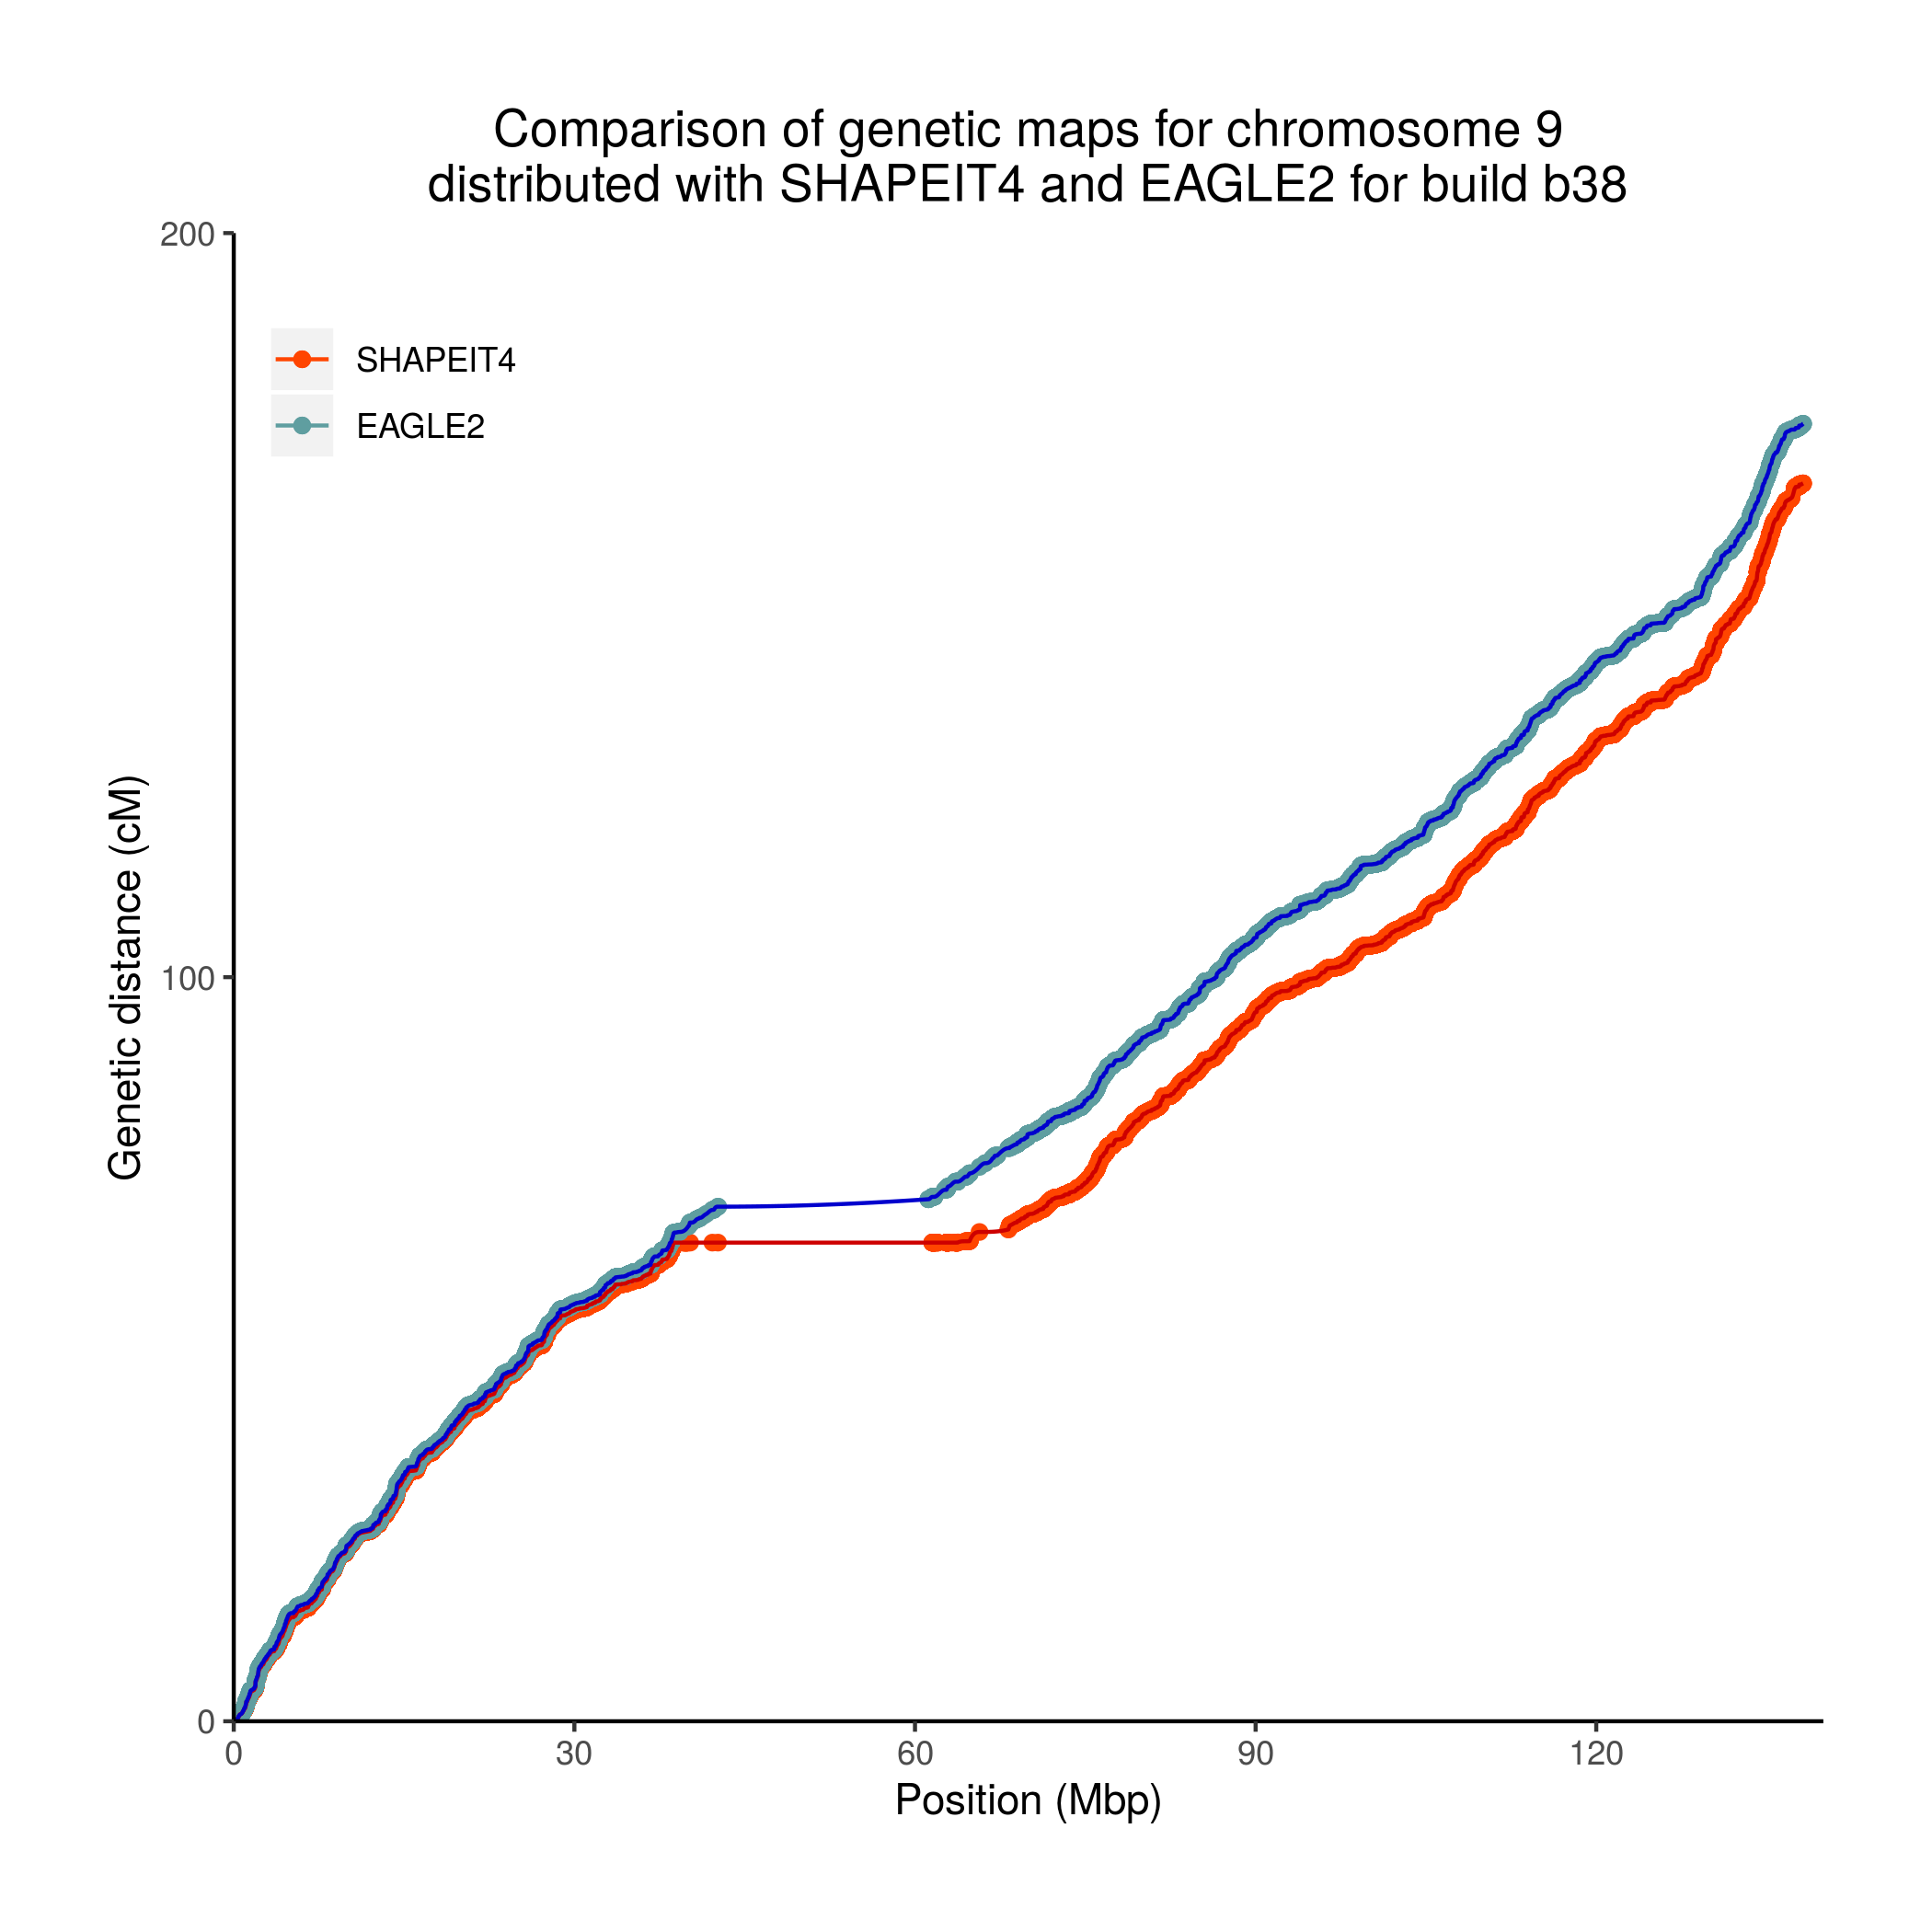 Comparison of genetic maps for chromosome 9
distributed with SHAPEIT4 and EAGLE2 for build b38
200
SHAPEIT4
EAGLE2
Genetic distance (cM)
100
0
0 30 60 90 120
Position (Mbp)